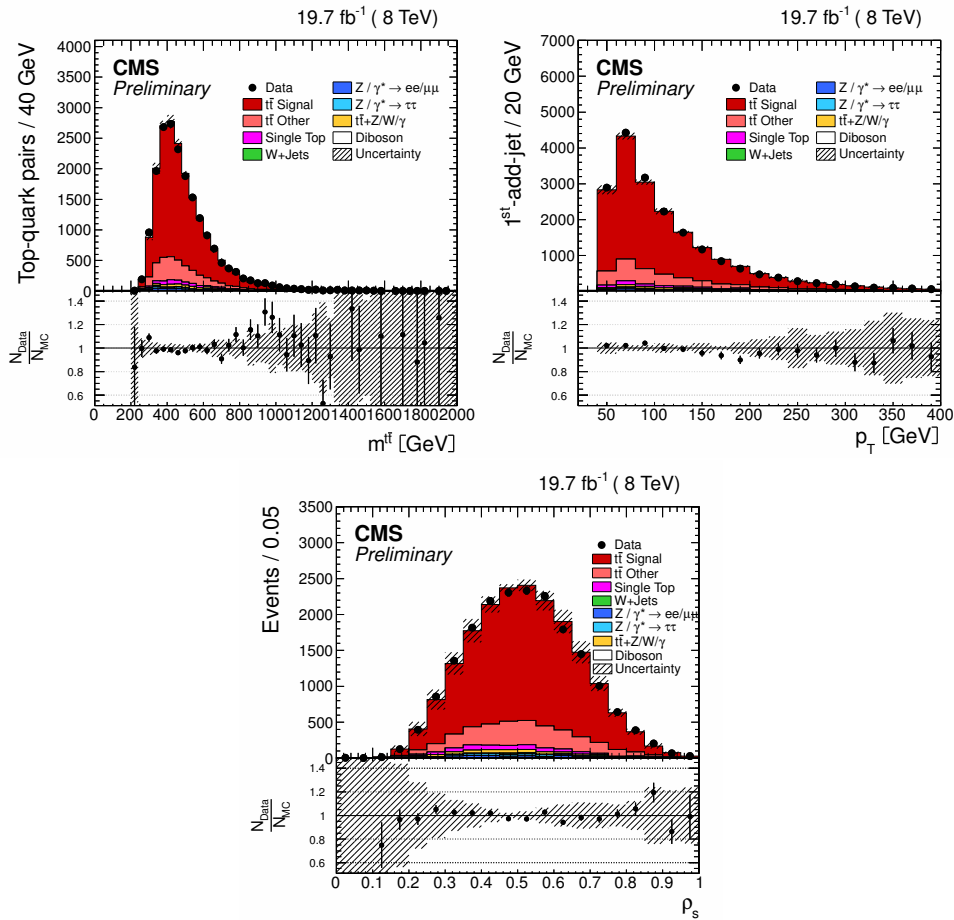 19.7 fb⁻¹ ( 8 TeV)
Top-quark pairs / 40 GeV
4000
3500
3000
2500
2000
1500
1000
500
0
CMS
Preliminary
Data
tt̄ Signal
tt̄ Other
Single Top
W+Jets
Z / γ* → ee/μμ
Z / γ* → ττ
tt̄+Z/W/γ
Diboson
Uncertainty
N_Data
N_MC
1.4
1.2
1
0.8
0.6
0 200 400 600 800 1000 1200 1400 1600 1800 2000
m^tt̄ [GeV]
19.7 fb⁻¹ ( 8 TeV)
1st-add-jet / 20 GeV
7000
6000
5000
4000
3000
2000
1000
0
CMS
Preliminary
Data
tt̄ Signal
tt̄ Other
Single Top
W+Jets
Z / γ* → ee/μμ
Z / γ* → ττ
tt̄+Z/W/γ
Diboson
Uncertainty
N_Data
N_MC
1.4
1.2
1
0.8
0.6
50 100 150 200 250 300 350 400
p_T [GeV]
19.7 fb⁻¹ ( 8 TeV)
Events / 0.05
3500
3000
2500
2000
1500
1000
500
0
CMS
Preliminary
Data
tt̄ Signal
tt̄ Other
Single Top
W+Jets
Z / γ* → ee/μμ
Z / γ* → ττ
tt̄+Z/W/γ
Diboson
Uncertainty
N_Data
N_MC
1.4
1.2
1
0.8
0.6
0 0.1 0.2 0.3 0.4 0.5 0.6 0.7 0.8 0.9 1
ρ_s